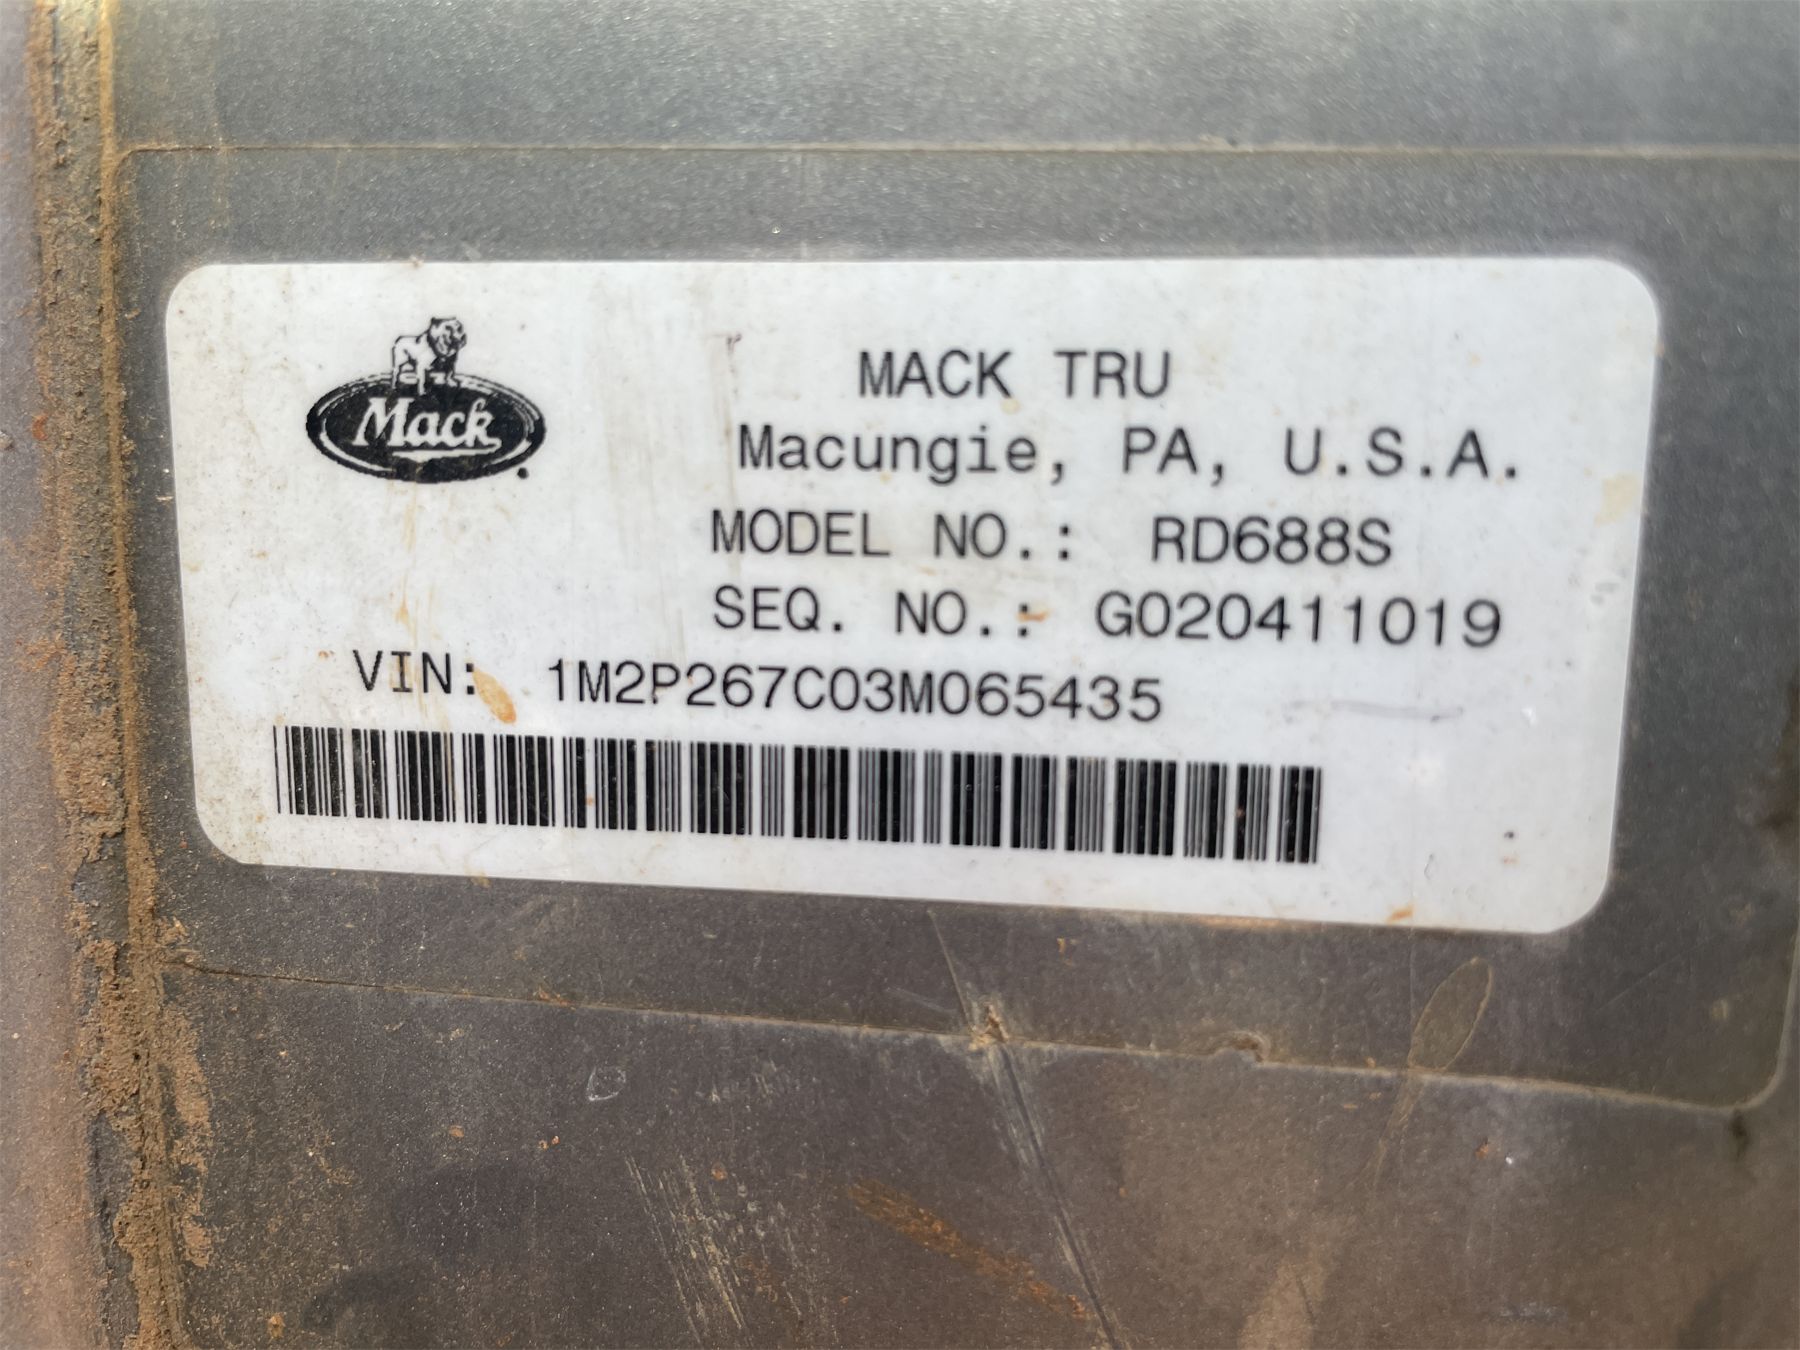 Mack
MACK TRU
Macungie, PA, U.S.A.
MODEL NO.: RD688S
SEQ. NO.: G020411019
VIN: 1M2P267C03M065435